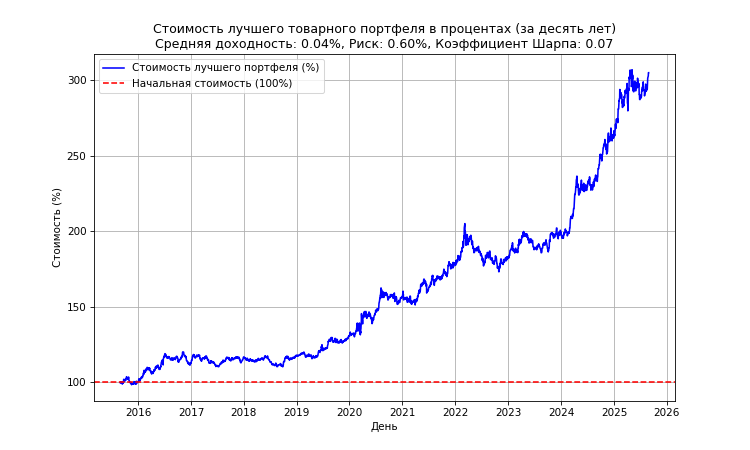 Стоимость лучшего товарного портфеля в процентах (за десять лет)
Средняя доходность: 0.04%, Риск: 0.60%, Коэффициент Шарпа: 0.07
Стоимость лучшего портфеля (%)
Начальная стоимость (100%)
Стоимость (%)
300
250
200
150
100
2016
2017
2018
2019
2020
2021
2022
2023
2024
2025
2026
День